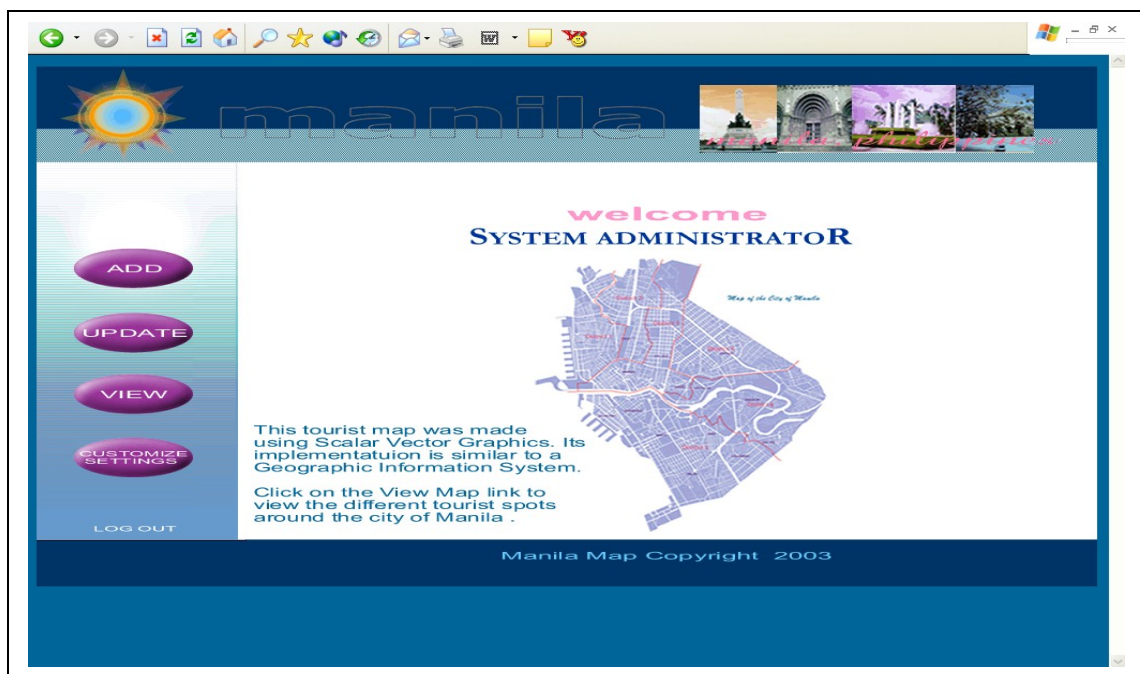 manila
manila philippines
welcome
SYSTEM ADMINISTRATOR
Map of the City of Manila
ADD
UPDATE
VIEW
CUSTOMIZE
SETTINGS
LOG OUT
This tourist map was made
using Scalar Vector Graphics. Its
implementatuion is similar to a
Geographic Information System.
Click on the View Map link to
view the different tourist spots
around the city of Manila .
Manila Map Copyright 2003